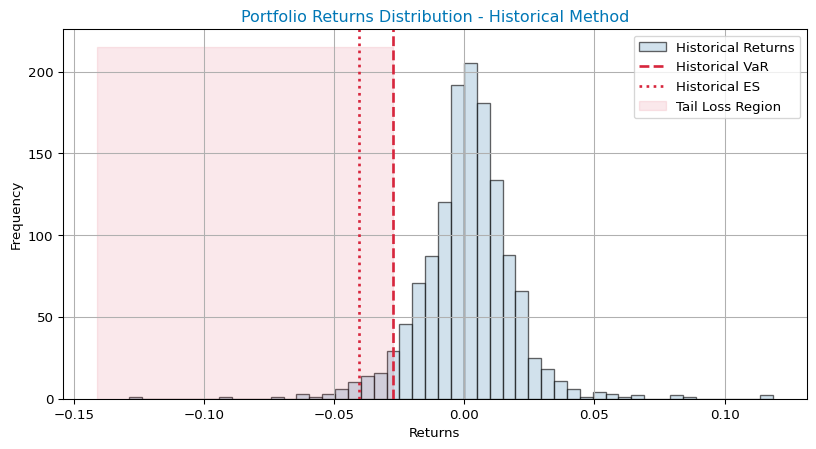 Portfolio Returns Distribution - Historical Method
Historical Returns
Historical VaR
Historical ES
Tail Loss Region
200
150
100
50
0
Frequency
−0.15
−0.10
−0.05
0.00
0.05
0.10
Returns